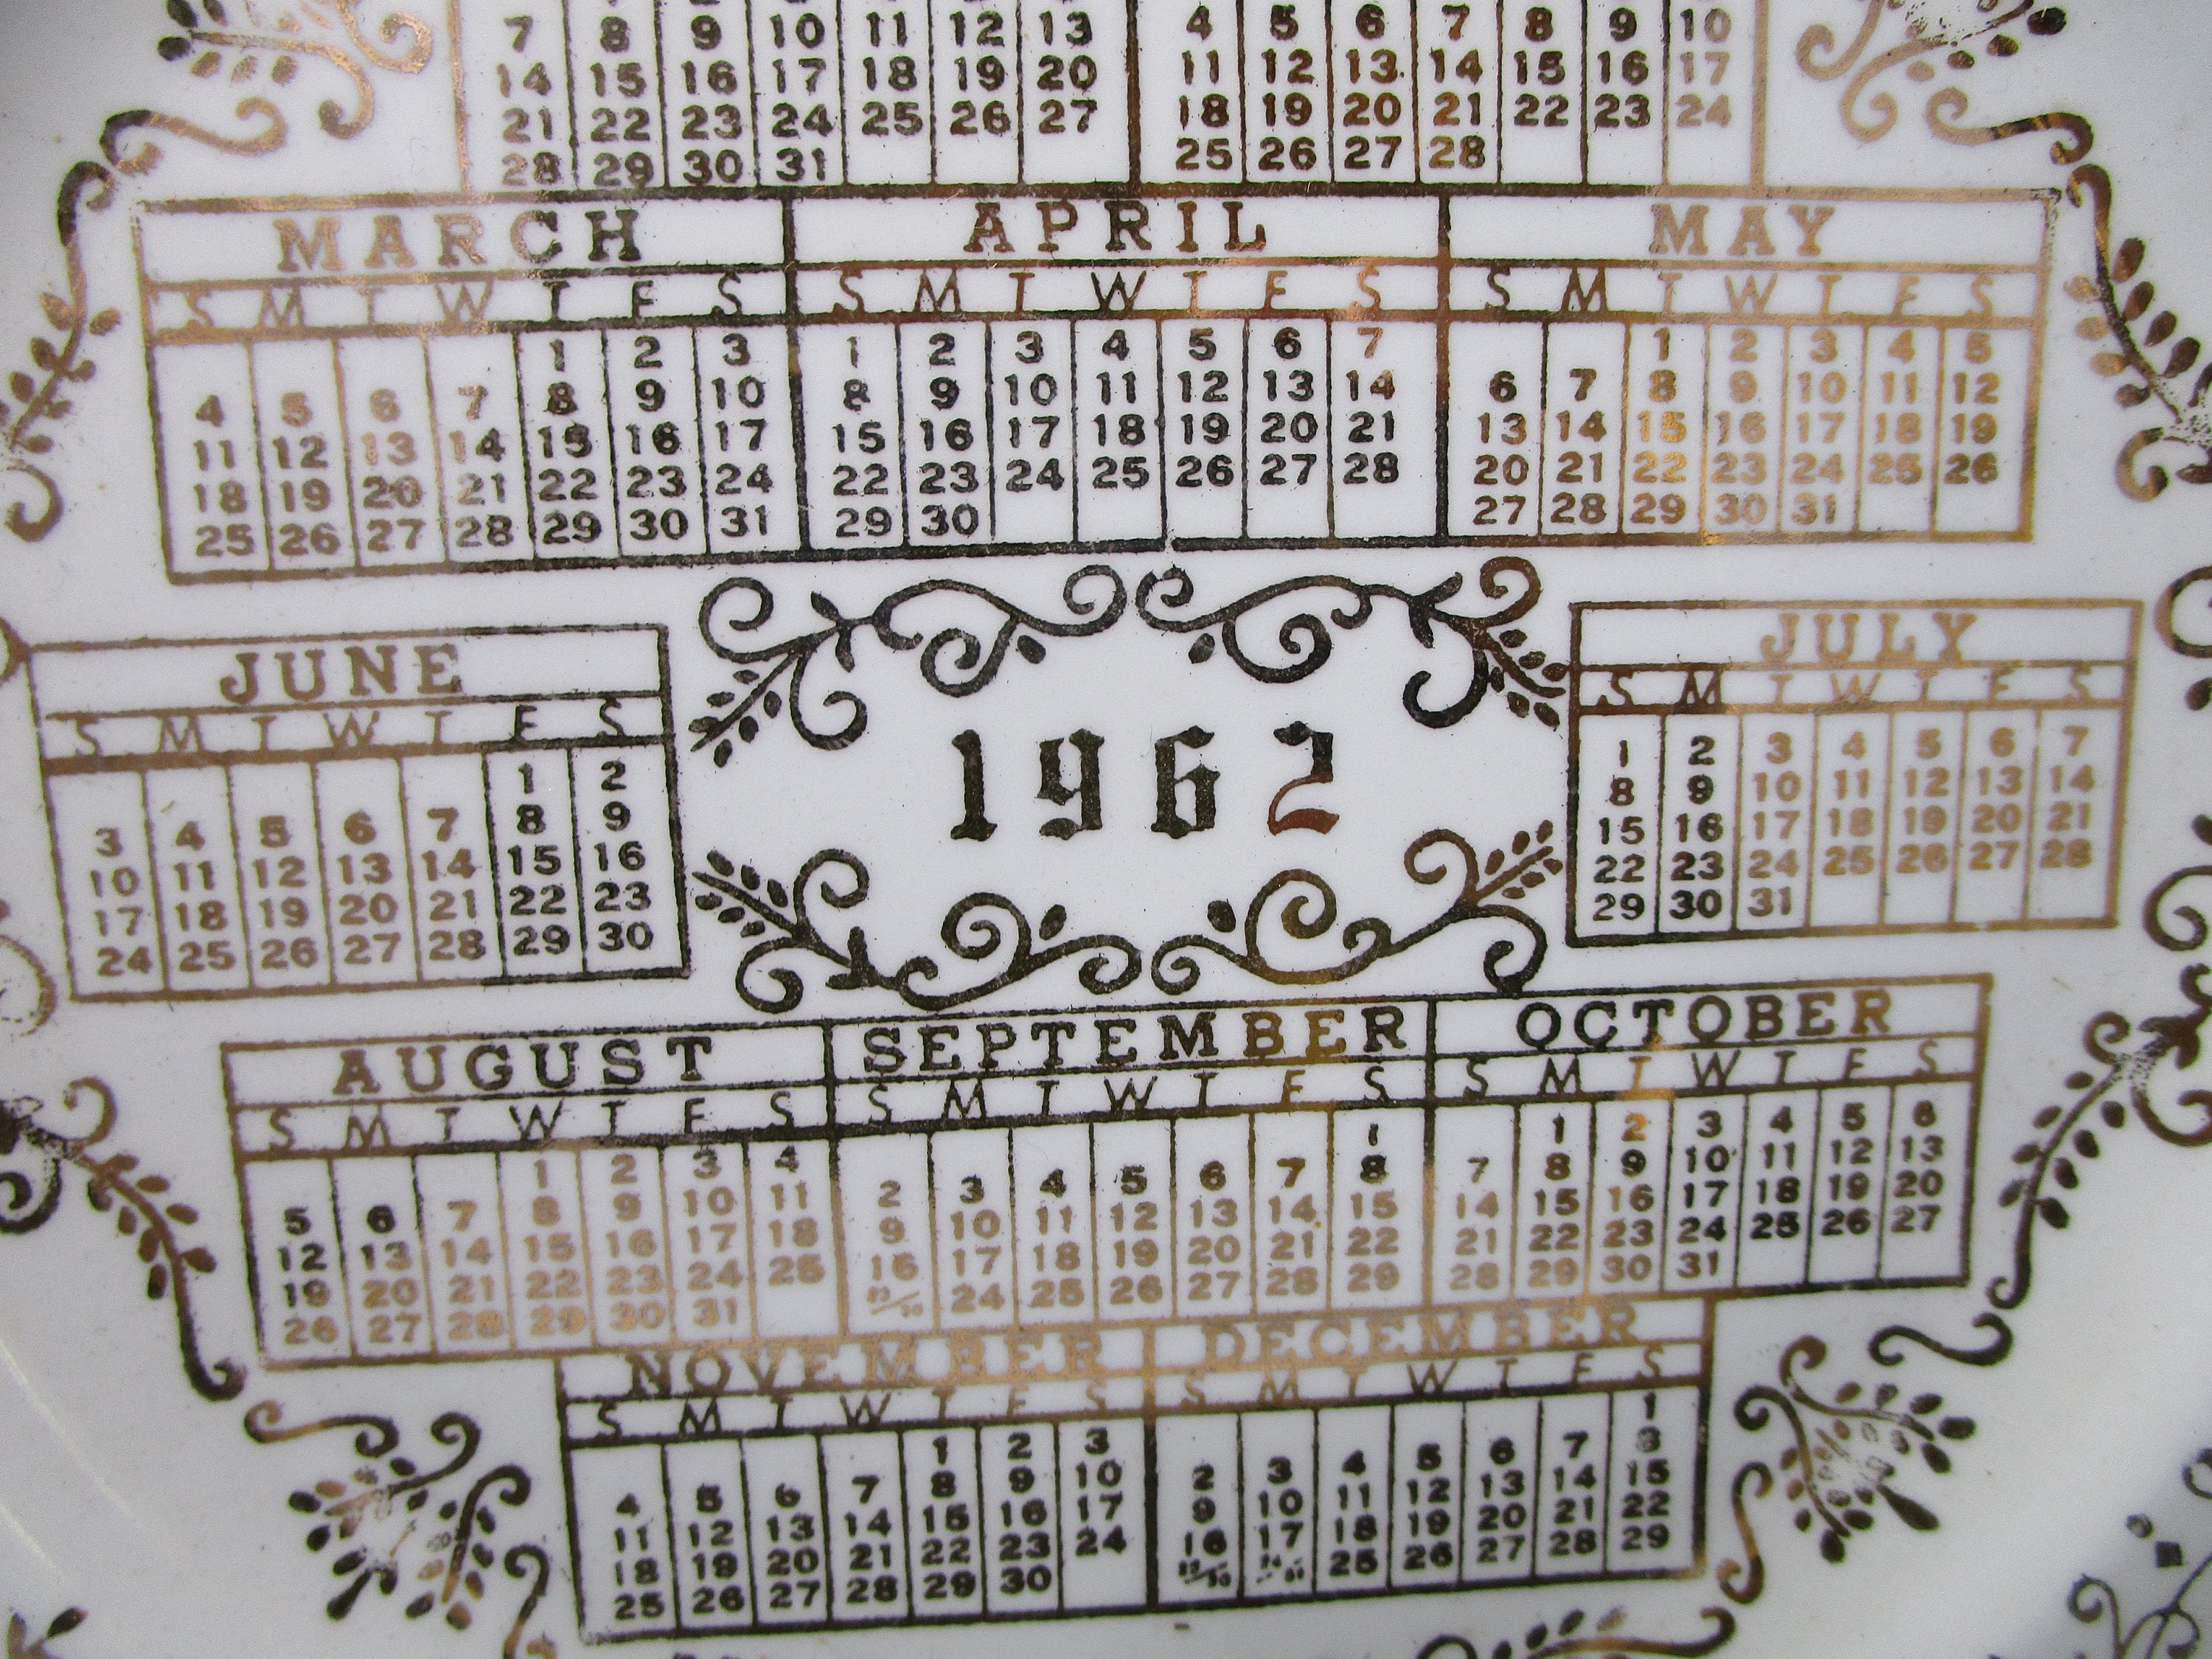 7 8 9 10 11 12 13 4 5 6 7 8 9 10
14 15 16 17 18 19 20 11 12 13 14 15 16 17
21 22 23 24 25 26 27 18 19 20 21 22 23 24
28 29 30 31 25 26 27 28
MARCH APRIL MAY
S M T W T F S S M T W T F S S M T W T F S
1 2 3 1 2 3 4 5 6 7 1 2 3 4 5
4 5 6 7 8 9 10 8 9 10 11 12 13 14 6 7 8 9 10 11 12
11 12 13 14 15 16 17 15 16 17 18 19 20 21 13 14 15 16 17 18 19
18 19 20 21 22 23 24 22 23 24 25 26 27 28 20 21 22 23 24 25 26
25 26 27 28 29 30 31 29 30 27 28 29 30 31
JUNE
S M T W T F S
1 2
3 4 5 6 7 8 9
10 11 12 13 14 15 16
17 18 19 20 21 22 23
24 25 26 27 28 29 30
1962
JULY
S M T W T F S
1 2 3 4 5 6 7
8 9 10 11 12 13 14
15 16 17 18 19 20 21
22 23 24 25 26 27 28
29 30 31
AUGUST SEPTEMBER OCTOBER
S M T W T F S S M T W T F S S M T W T F S
1 2 3 4 1 1 2 3 4 5 6
5 6 7 8 9 10 11 2 3 4 5 6 7 8 7 8 9 10 11 12 13
12 13 14 15 16 17 18 9 10 11 12 13 14 15 14 15 16 17 18 19 20
19 20 21 22 23 24 25 16 17 18 19 20 21 22 21 22 23 24 25 26 27
26 27 28 29 30 31 23/30 24 25 26 27 28 29 28 29 30 31
NOVEMBER DECEMBER
S M T W T F S S M T W T F S
1 2 3 1
4 5 6 7 8 9 10 2 3 4 5 6 7 8
11 12 13 14 15 16 17 9 10 11 12 13 14 15
18 19 20 21 22 23 24 16 17 18 19 20 21 22
25 26 27 28 29 30 23/30 24/31 25 26 27 28 29